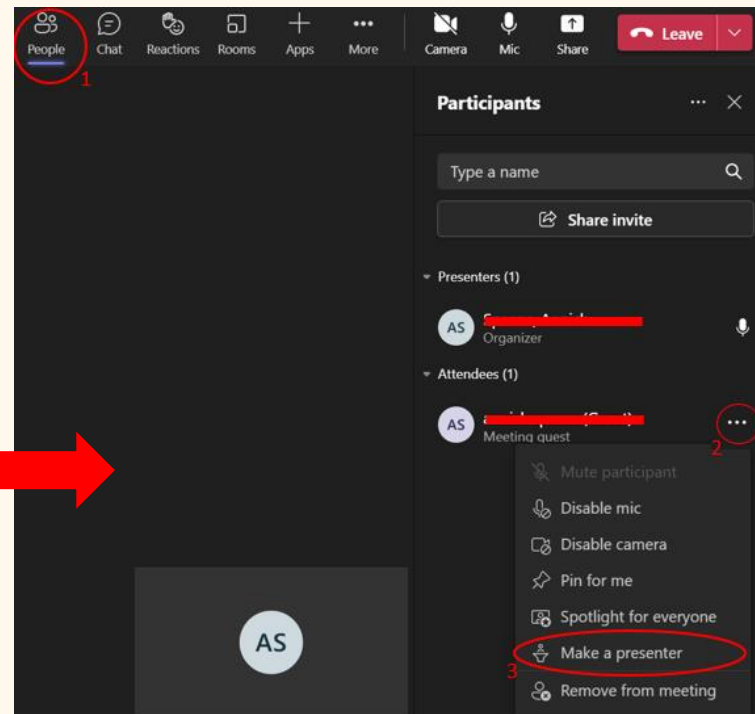 People Chat Reactions Rooms Apps More Camera Mic Share Leave
1
Participants
Type a name
Share invite
Presenters (1)
AS
Organizer
Attendees (1)
AS
Meeting guest
2
Mute participant
Disable mic
Disable camera
Pin for me
Spotlight for everyone
AS
3 Make a presenter
Remove from meeting